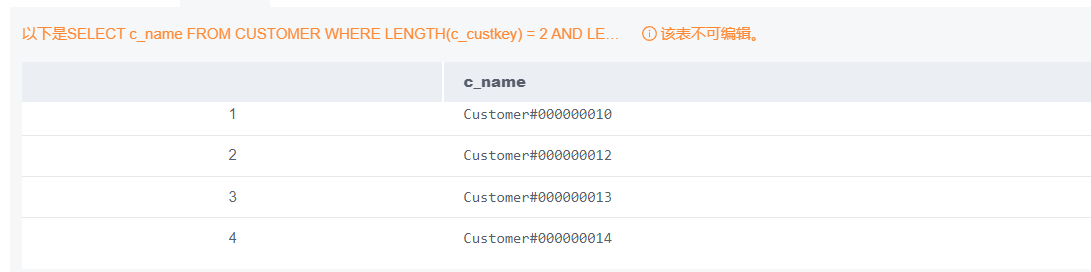 以下是SELECT c_name FROM CUSTOMER WHERE LENGTH(c_custkey) = 2 AND LE... 该表不可编辑。
c_name
1 Customer#000000010
2 Customer#000000012
3 Customer#000000013
4 Customer#000000014